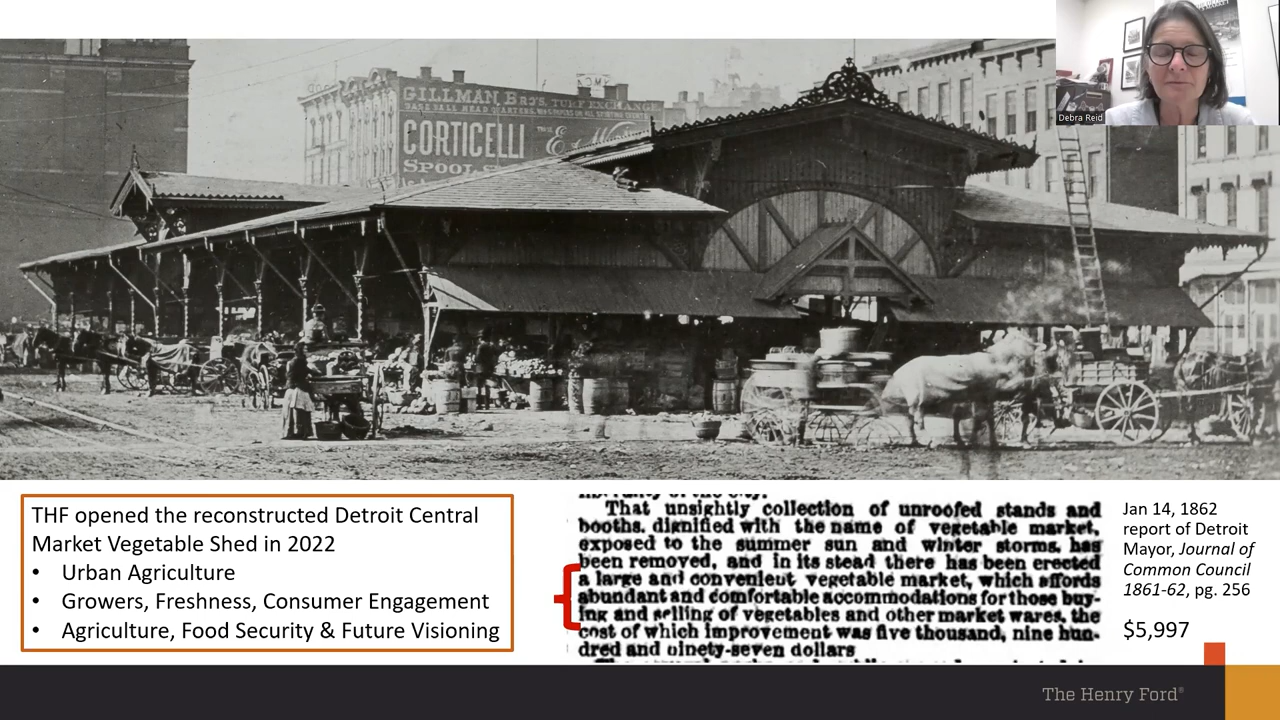 GILLMAN BRO'S, TURF EXCHANGE
CORTICELLI
SPOOL
Debra Reid
THF opened the reconstructed Detroit Central
Market Vegetable Shed in 2022
• Urban Agriculture
• Growers, Freshness, Consumer Engagement
• Agriculture, Food Security & Future Visioning
That unsightly collection of unroofed stands and
booths, dignified with the name of vegetable market,
exposed to the summer sun and winter storms, has
been removed, and in its stead there has been erected
a large and convenient vegetable market, which affords
abundant and comfortable accommodations for those buy-
ing and selling of vegetables and other market wares, the
cost of which improvement was five thousand, nine hun-
dred and ninety-seven dollars
Jan 14, 1862
report of Detroit
Mayor, Journal of
Common Council
1861-62, pg. 256
$5,997
The Henry Ford®